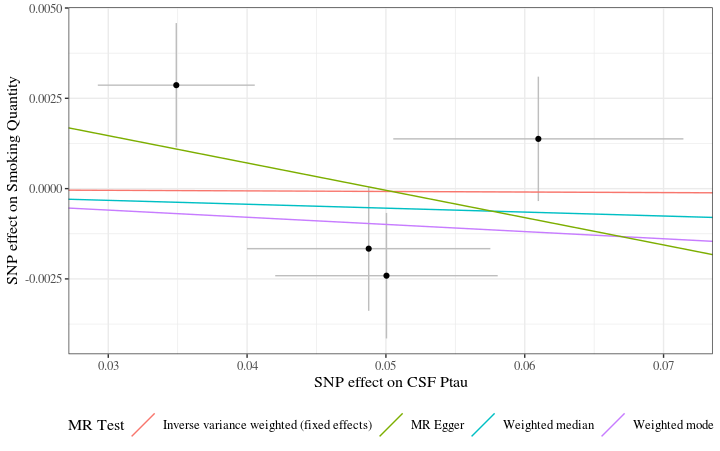 0.0050
0.0025
0.0000
-0.0025
SNP effect on Smoking Quantity
0.03 0.04 0.05 0.06 0.07
SNP effect on CSF Ptau
MR Test Inverse variance weighted (fixed effects) MR Egger Weighted median Weighted mode